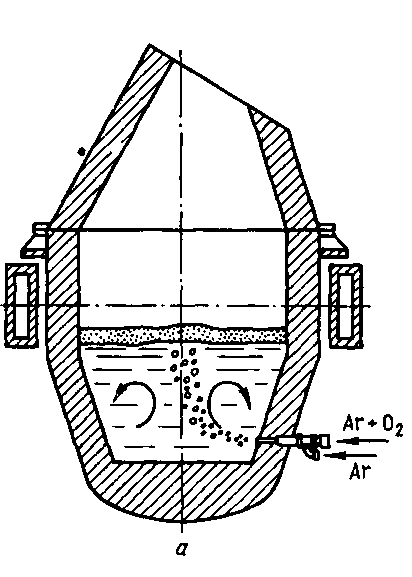 Ar + O₂
Ar
а